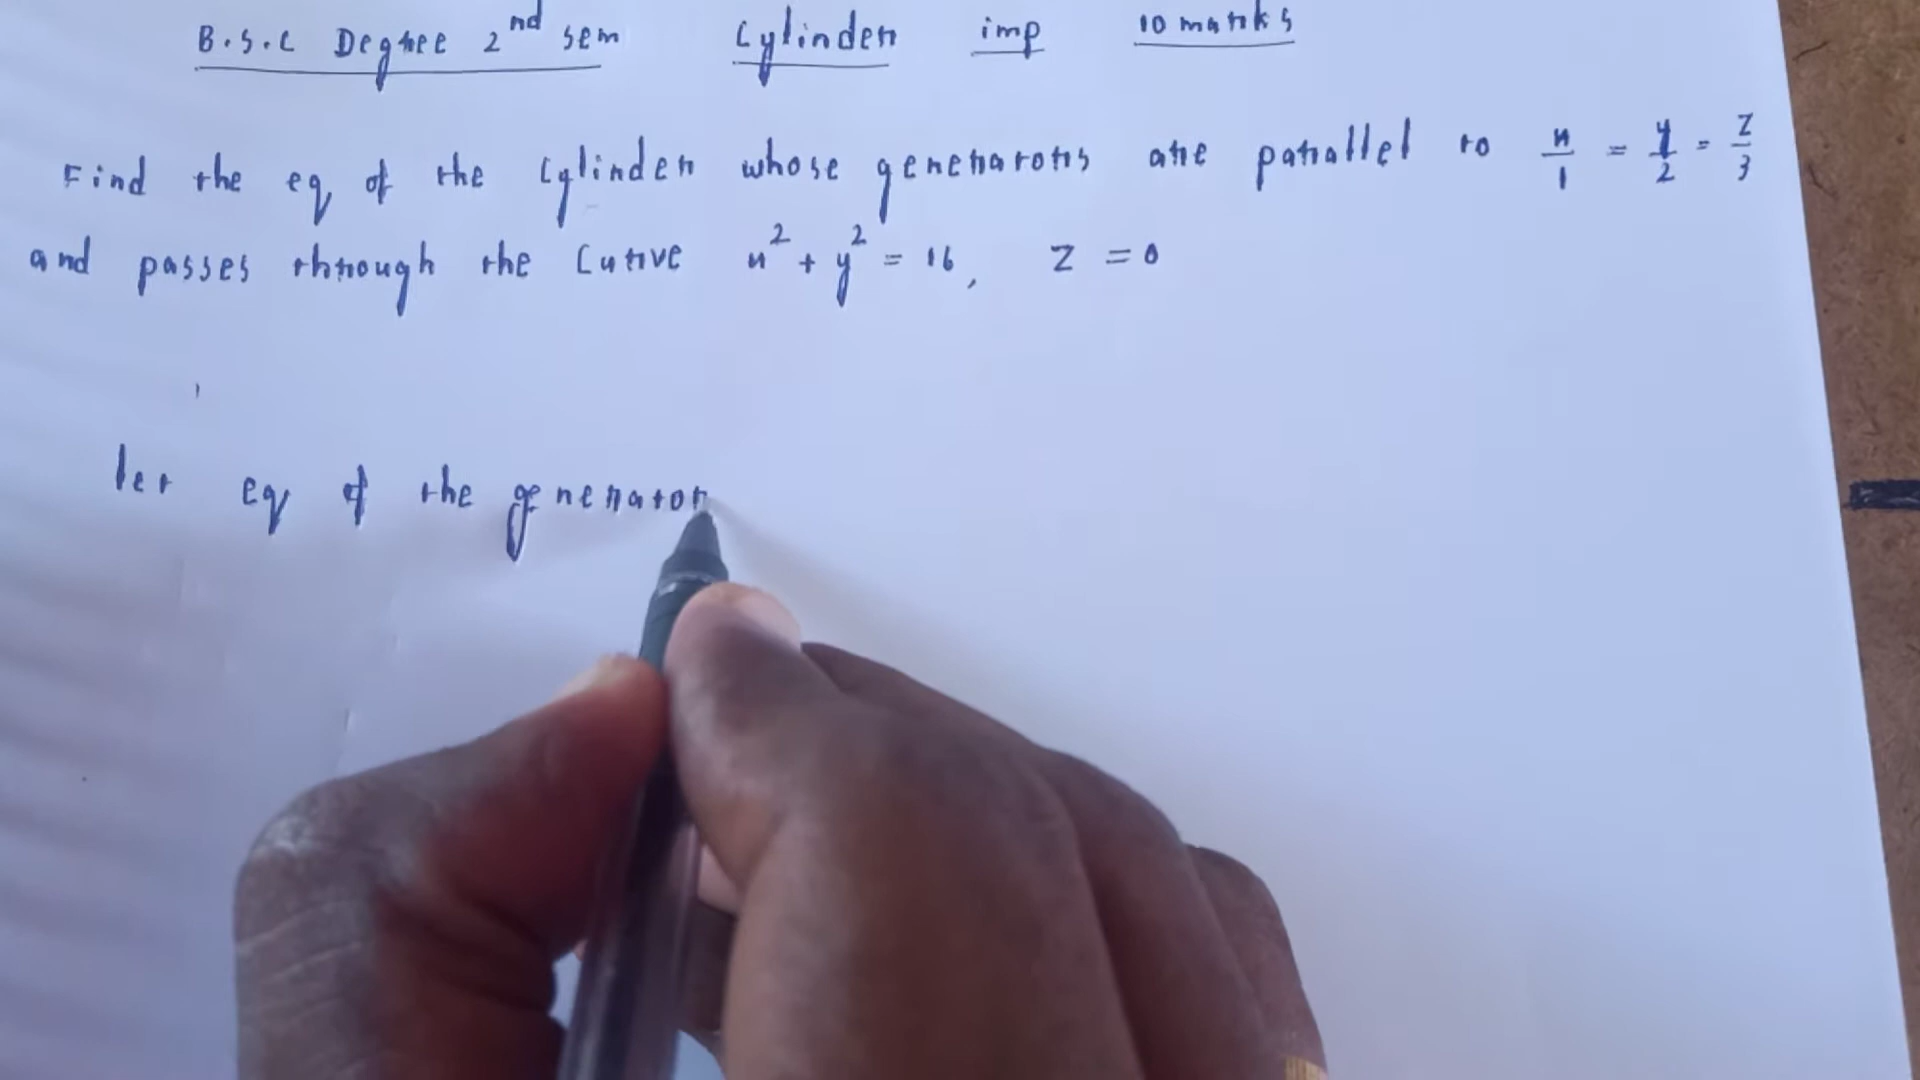 B.S.C Degree 2nd sem Cylinder imp 10 marks
Find the eq of the Cylinder whose generators are parallel to x/1 = y/2 = z/3
and passes through the Curve x² + y² = 16, z = 0
let eq of the generator